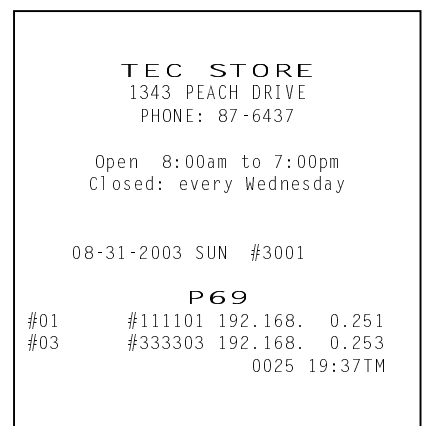 TEC STORE
1343 PEACH DRIVE
PHONE: 87-6437
Open 8:00am to 7:00pm
Closed: every Wednesday
08-31-2003 SUN #3001
P69
#01 #111101 192.168. 0.251
#03 #333303 192.168. 0.253
0025 19:37TM